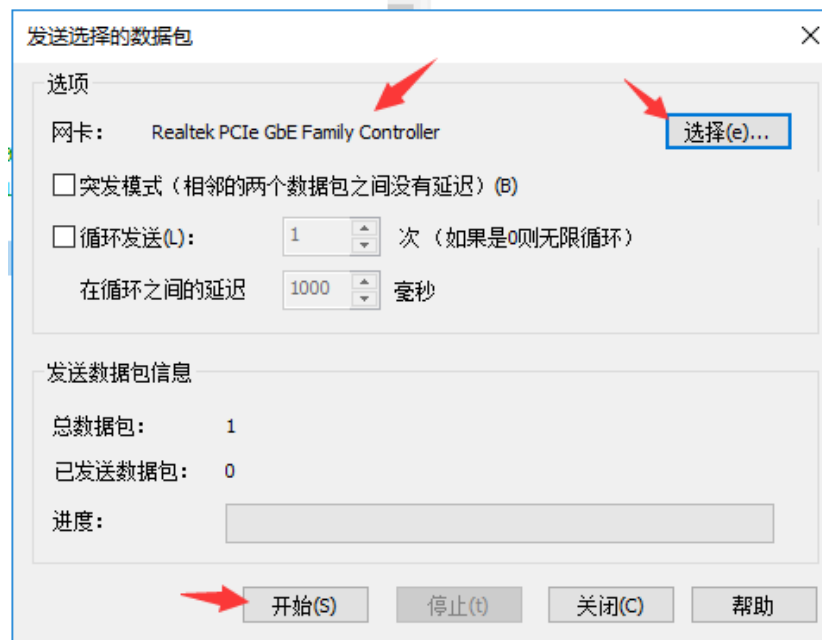 发送选择的数据包
选项
网卡： Realtek PCIe GbE Family Controller 选择(e)...
突发模式（相邻的两个数据包之间没有延迟）(B)
循环发送(L)： 1 次（如果是0则无限循环）
在循环之间的延迟 1000 毫秒
发送数据包信息
总数据包： 1
已发送数据包： 0
进度：
开始(S) 停止(t) 关闭(C) 帮助